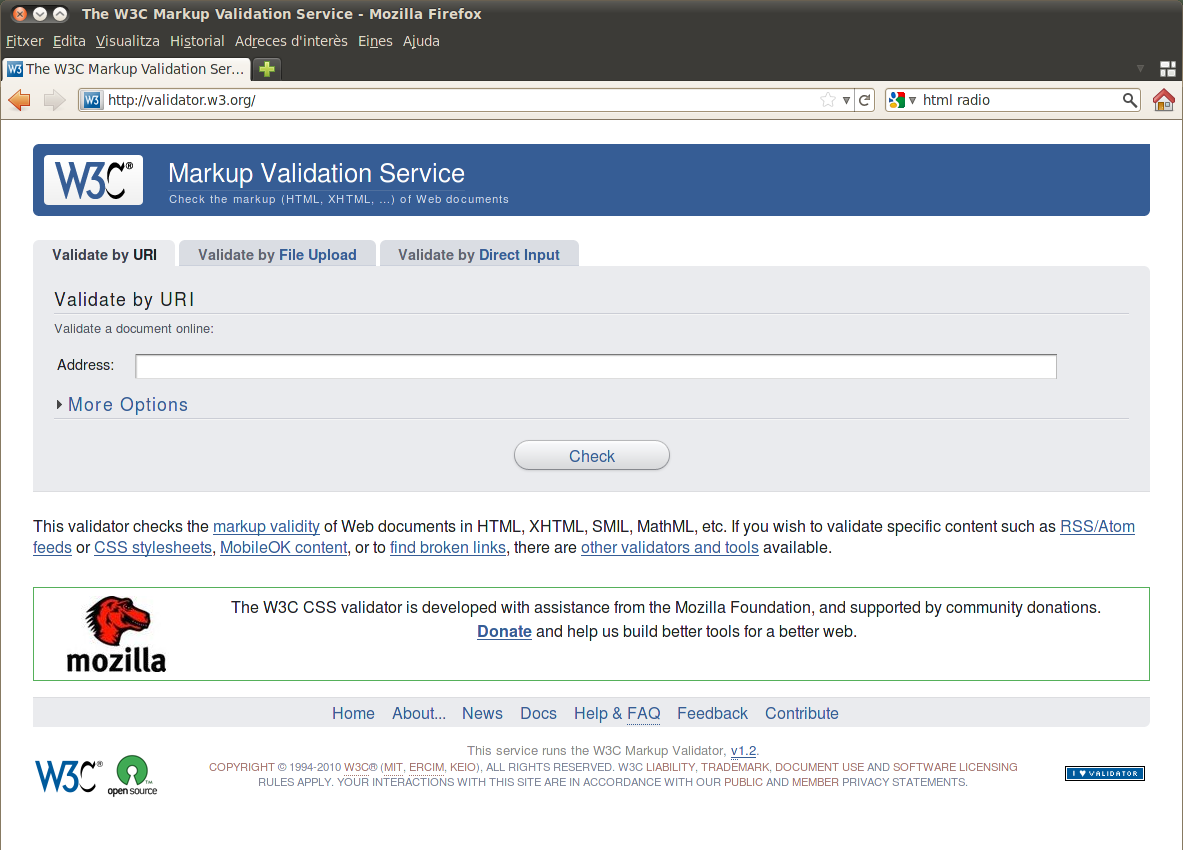 The W3C Markup Validation Service - Mozilla Firefox
Fitxer Edita Visualitza Historial Adreces d'interès Eines Ajuda
W3 The W3C Markup Validation Ser...
W3 http://validator.w3.org/ html radio
W3C® Markup Validation Service
Check the markup (HTML, XHTML, ...) of Web documents
Validate by URI Validate by File Upload Validate by Direct Input
Validate by URI
Validate a document online:
Address:
More Options
Check
This validator checks the markup validity of Web documents in HTML, XHTML, SMIL, MathML, etc. If you wish to validate specific content such as RSS/Atom
feeds or CSS stylesheets, MobileOK content, or to find broken links, there are other validators and tools available.
The W3C CSS validator is developed with assistance from the Mozilla Foundation, and supported by community donations.
Donate and help us build better tools for a better web.
mozilla
Home About... News Docs Help & FAQ Feedback Contribute
This service runs the W3C Markup Validator, v1.2.
COPYRIGHT © 1994-2010 W3C® (MIT, ERCIM, KEIO), ALL RIGHTS RESERVED. W3C LIABILITY, TRADEMARK, DOCUMENT USE AND SOFTWARE LICENSING
RULES APPLY. YOUR INTERACTIONS WITH THIS SITE ARE IN ACCORDANCE WITH OUR PUBLIC AND MEMBER PRIVACY STATEMENTS.
W3C®
open source
I ♥ VALIDATOR